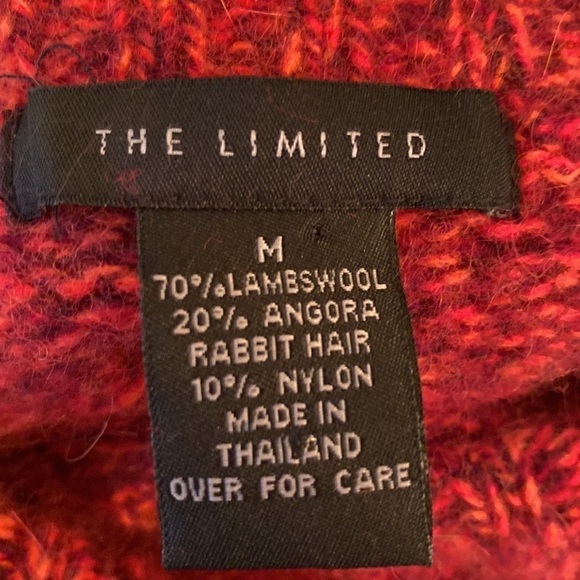 THE LIMITED
M
70%LAMBSWOOL
20% ANGORA
RABBIT HAIR
10% NYLON
MADE IN
THAILAND
OVER FOR CARE